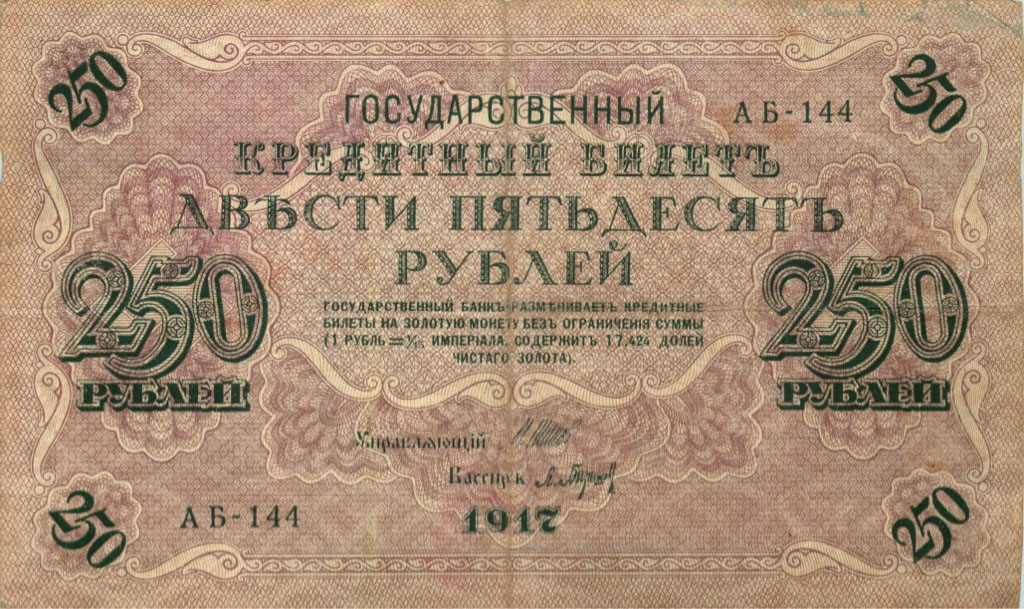 250
250
ГОСУДАРСТВЕННЫЙ
АБ-144
КРЕДИТНЫЙ БИЛЕТЪ
ДВѢСТИ ПЯТЬДЕСЯТЪ
РУБЛЕЙ
250
РУБЛЕЙ
250
РУБЛЕЙ
ГОСУДАРСТВЕННЫЙ БАНКЪ РАЗМѢНИВАЕТЪ КРЕДИТНЫЕ
БИЛЕТЫ НА ЗОЛОТУЮ МОНЕТУ БЕЗЪ ОГРАНИЧЕНІЯ СУММЫ
(1 РУБЛЬ = 1/15 ИМПЕРІАЛА, СОДЕРЖИТЪ 17,424 ДОЛЕЙ
ЧИСТАГО ЗОЛОТА).
Управляющій
Кассиръ
1917
АБ-144
250
250